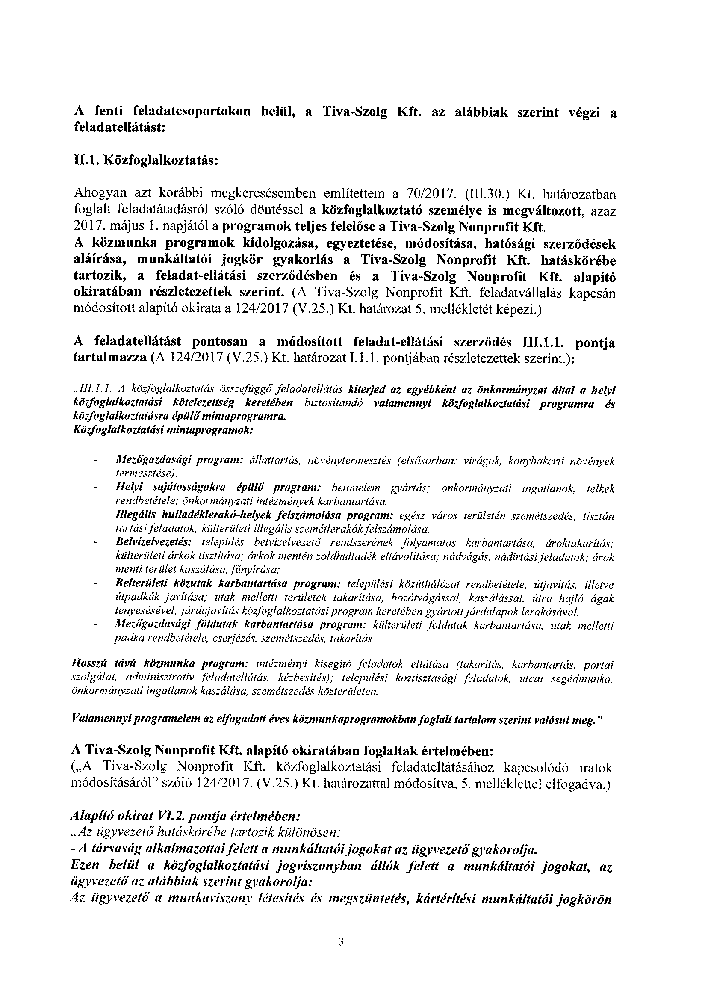 A fenti feladatcsoportokon belül, a Tiva-Szolg Kft. az alábbiak szerint végzi a
feladatellátást:
II.1. Közfoglalkoztatás:
Ahogyan azt korábbi megkeresésemben említettem a 70/2017. (III.30.) Kt. határozatban
foglalt feladatátadásról szóló döntéssel a közfoglalkoztató személye is megváltozott, azaz
2017. május 1. napjától a programok teljes felelőse a Tiva-Szolg Nonprofit Kft.
A közmunka programok kidolgozása, egyeztetése, módosítása, hatósági szerződések
aláírása, munkáltatói jogkör gyakorlás a Tiva-Szolg Nonprofit Kft. hatáskörébe
tartozik, a feladat-ellátási szerződésben és a Tiva-Szolg Nonprofit Kft. alapító
okiratában részletezettek szerint. (A Tiva-Szolg Nonprofit Kft. feladatvállalás kapcsán
módosított alapító okirata a 124/2017 (V.25.) Kt. határozat 5. mellékletét képezi.)
A feladatellátást pontosan a módosított feladat-ellátási szerződés III.1.1. pontja
tartalmazza (A 124/2017 (V.25.) Kt. határozat I.1.1. pontjában részletezettek szerint.):
„III.1.1. A közfoglalkoztatás összefüggő feladatellátás kiterjed az egyébként az önkormányzat által a helyi
közfoglalkoztatási kötelezettség keretében biztosítandó valamennyi közfoglalkoztatási programra és
közfoglalkoztatásra épülő mintaprogramra.
Közfoglalkoztatási mintaprogramok:
- Mezőgazdasági program: állattartás, növénytermesztés (elsősorban: virágok, konyhakerti növények
termesztése).
- Helyi sajátosságokra épülő program: betonelem gyártás; önkormányzati ingatlanok, telkek
rendbetétele; önkormányzati intézmények karbantartása.
- Illegális hulladéklerakó-helyek felszámolása program: egész város területén szemétszedés, tisztán
tartási feladatok; külterületi illegális szemétlerakók felszámolása.
- Belvízelvezetés: település belvízelvezető rendszerének folyamatos karbantartása, ároktakarítás;
külterületi árkok tisztítása; árkok mentén zöldhulladék eltávolítása; nádvágás, nádirtási feladatok; árok
menti terület kaszálása, fűnyírása;
- Belterületi közutak karbantartása program: települési közúthálózat rendbetétele, útjavítás, illetve
útpadkák javítása; utak melletti területek takarítása, bozótvágással, kaszálással, útra hajló ágak
lenyesésével; járdajavítás közfoglalkoztatási program keretében gyártott járdalapok lerakásával.
- Mezőgazdasági földutak karbantartása program: külterületi földutak karbantartása, utak melletti
padka rendbetétele, cserjézés, szemétszedés, takarítás
Hosszú távú közmunka program: intézményi kisegítő feladatok ellátása (takarítás, karbantartás, portai
szolgálat, adminisztratív feladatellátás, kézbesítés); települési köztisztasági feladatok, utcai segédmunka,
önkormányzati ingatlanok kaszálása, szemétszedés közterületen.
Valamennyi programelem az elfogadott éves közmunkaprogramokban foglalt tartalom szerint valósul meg.”
A Tiva-Szolg Nonprofit Kft. alapító okiratában foglaltak értelmében:
(„A Tiva-Szolg Nonprofit Kft. közfoglalkoztatási feladatellátásához kapcsolódó iratok
módosításáról” szóló 124/2017. (V.25.) Kt. határozattal módosítva, 5. melléklettel elfogadva.)
Alapító okirat VI.2. pontja értelmében:
„Az ügyvezető hatáskörébe tartozik különösen:
- A társaság alkalmazottai felett a munkáltatói jogokat az ügyvezető gyakorolja.
Ezen belül a közfoglalkoztatási jogviszonyban állók felett a munkáltatói jogokat, az
ügyvezető az alábbiak szerint gyakorolja:
Az ügyvezető a munkaviszony létesítés és megszüntetés, kártérítési munkáltatói jogkörön
3